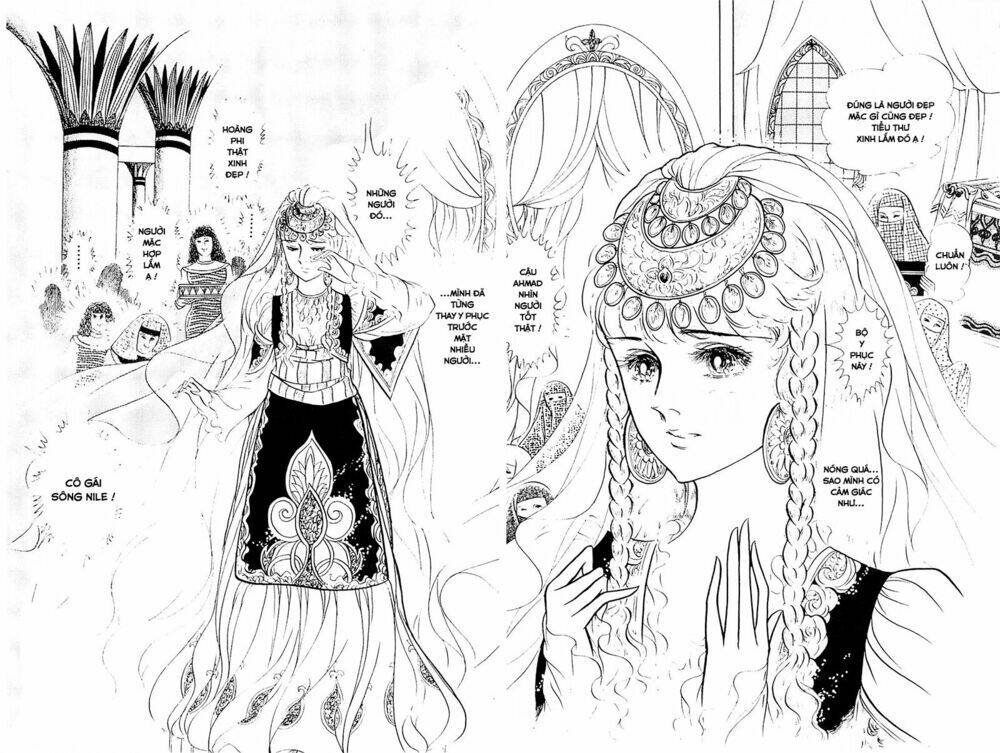 ĐÚNG LÀ NGƯỜI ĐẸP
MẶC GÌ CŨNG ĐẸP !
TIỂU THƯ
XINH LẮM ĐÓ Ạ !
CHUẨN
LUÔN !
BỘ
Y
PHỤC
NÀY !
CẬU
AHMAD
NHÌN
NGƯỜI
TỐT
THẬT !
NÓNG QUÁ...
SAO MÌNH CÓ
CẢM GIÁC
NHƯ...
NHỮNG
NGƯỜI
ĐÓ...
...MÌNH ĐÃ
TỪNG
THAY Y PHỤC
TRƯỚC
MẶT
NHIỀU
NGƯỜI...
HOÀNG
PHI
THẬT
XINH
ĐẸP !
NGƯỜI
MẶC
HỢP
LẮM
Ạ !
CÔ GÁI
SÔNG NILE !